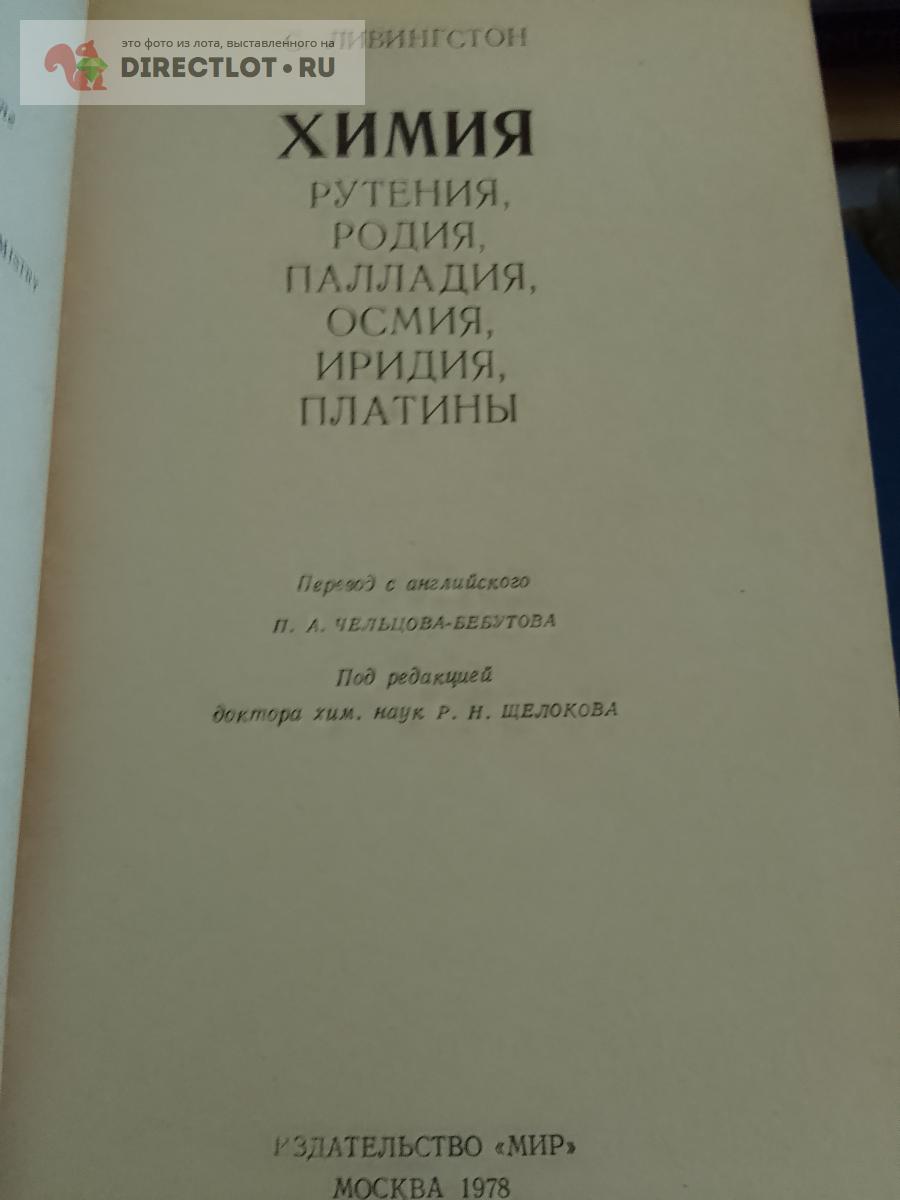 это фото из лота, выставленного на
DIRECTLOT.RU
С. ЛИВИНГСТОН
ХИМИЯ
РУТЕНИЯ,
РОДИЯ,
ПАЛЛАДИЯ,
ОСМИЯ,
ИРИДИЯ,
ПЛАТИНЫ
Перевод с английского
П. А. ЧЕЛЬЦОВА-БЕБУТОВА
Под редакцией
доктора хим. наук Р. Н. ЩЕЛОКОВА
ИЗДАТЕЛЬСТВО «МИР»
МОСКВА 1978